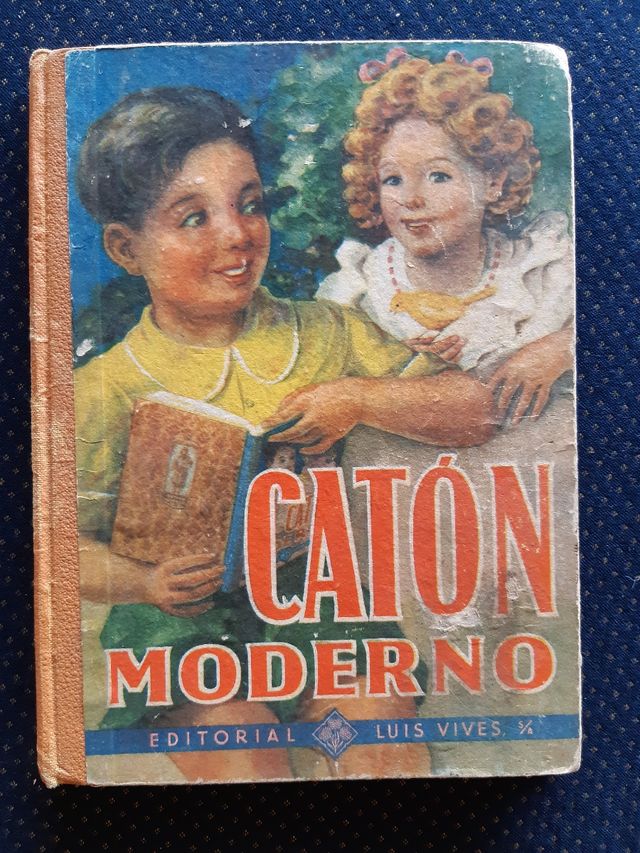 CATÓN
MODERNO
EDITORIAL LUIS VIVES, S/A